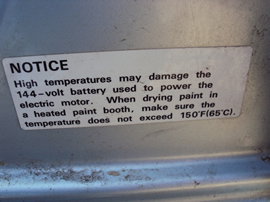 NOTICE
High temperatures may damage the
144-volt battery used to power the
electric motor. When drying paint in
a heated paint booth, make sure the
temperature does not exceed 150°F(65°C).